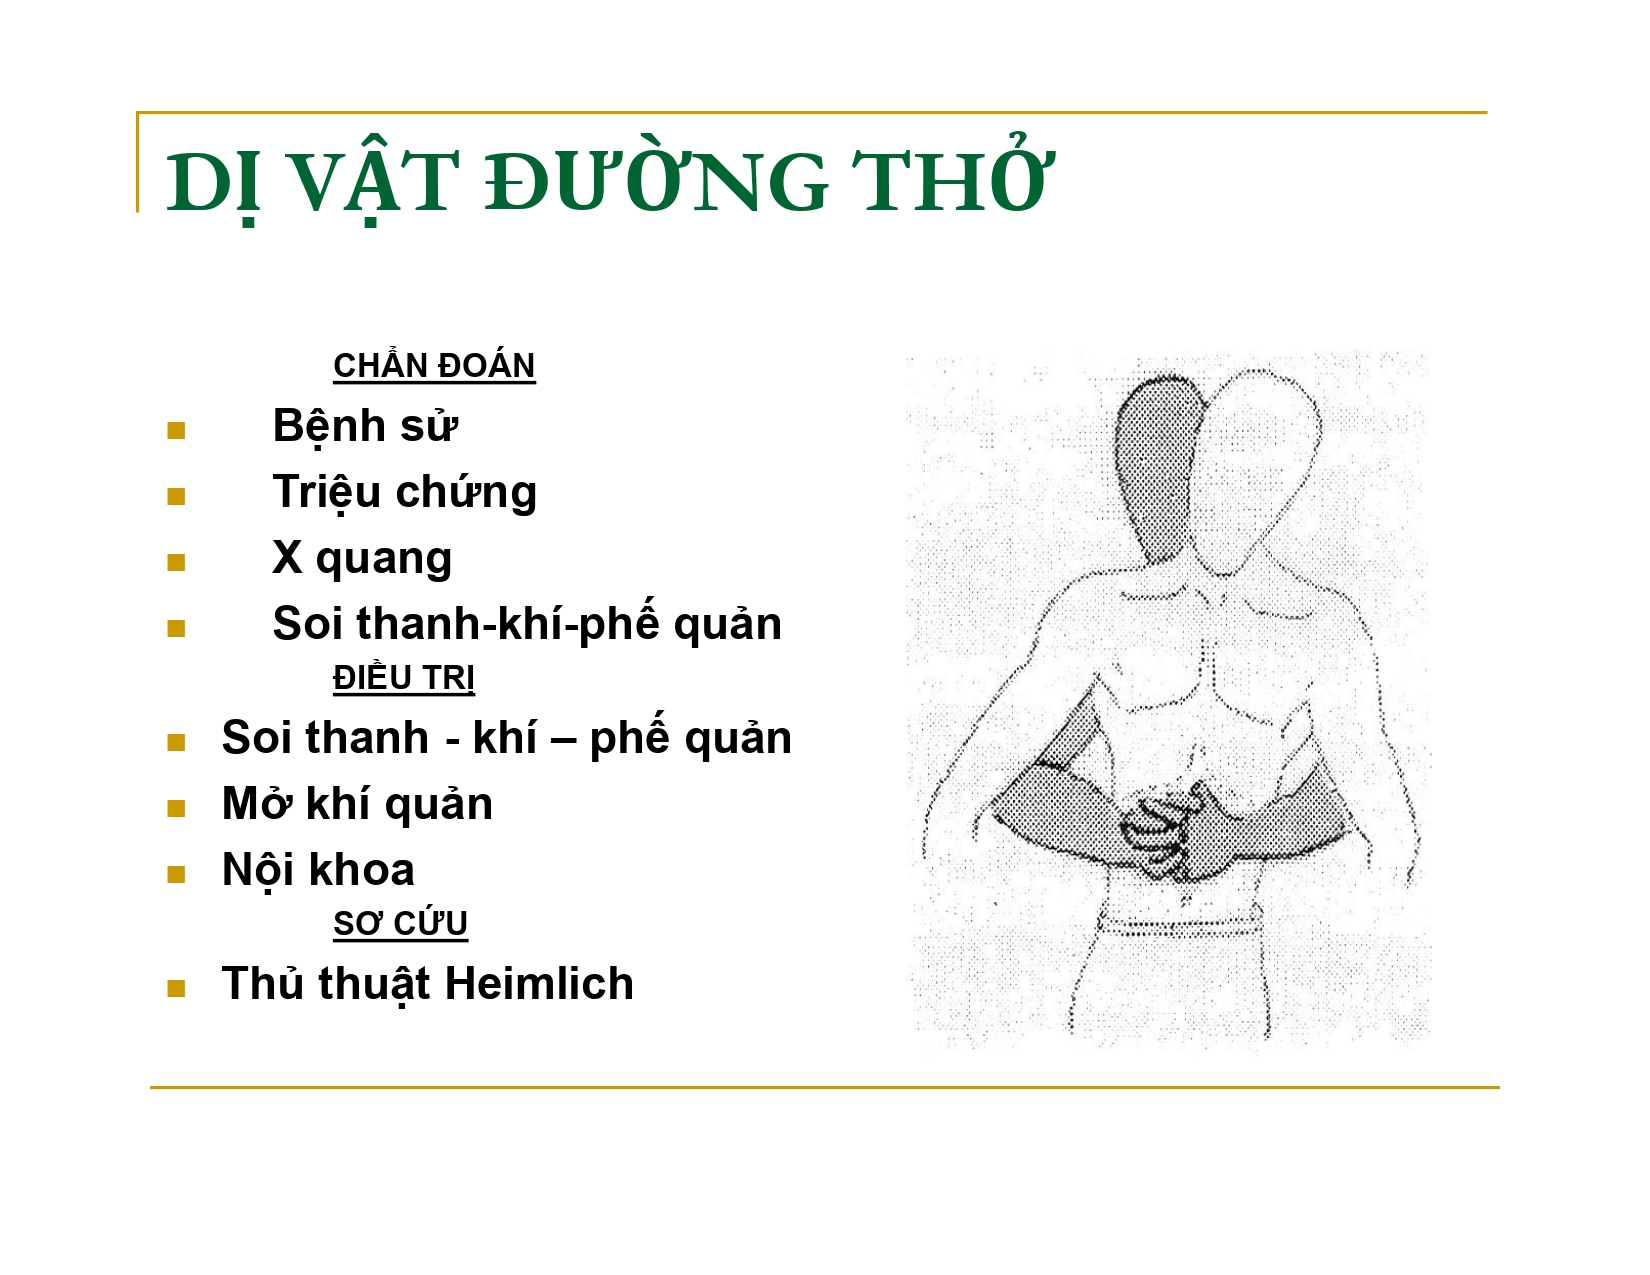 DỊ VẬT ĐƯỜNG THỞ
CHẨN ĐOÁN
Bệnh sử
Triệu chứng
X quang
Soi thanh-khí-phế quản
ĐIỀU TRỊ
Soi thanh - khí – phế quản
Mở khí quản
Nội khoa
SƠ CỨU
Thủ thuật Heimlich